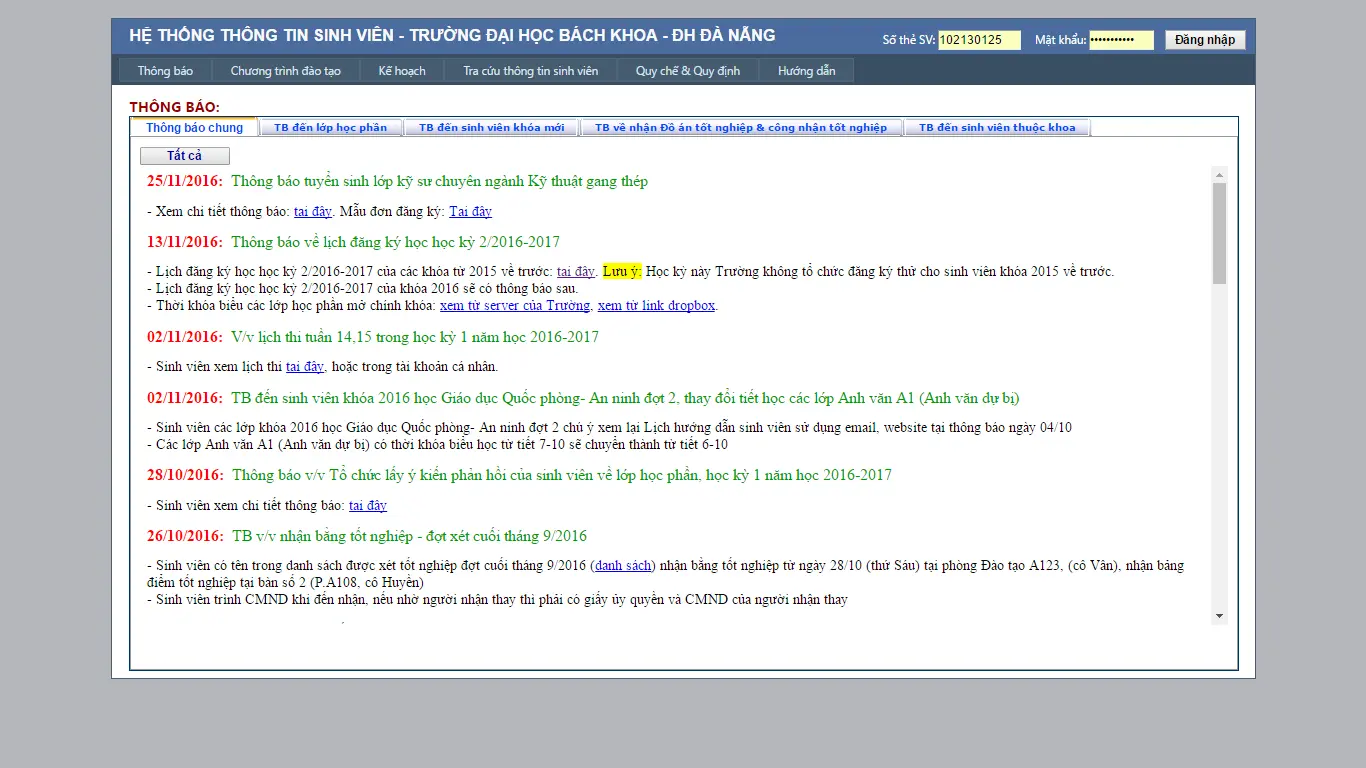 HỆ THỐNG THÔNG TIN SINH VIÊN - TRƯỜNG ĐẠI HỌC BÁCH KHOA - ĐH ĐÀ NẴNG
Số thẻ SV: 102130125 Mật khẩu: ••••••••••• Đăng nhập
Thông báo Chương trình đào tạo Kế hoạch Tra cứu thông tin sinh viên Quy chế & Quy định Hướng dẫn
THÔNG BÁO:
Thông báo chung TB đến lớp học phần TB đến sinh viên khóa mới TB về nhận Đồ án tốt nghiệp & công nhận tốt nghiệp TB đến sinh viên thuộc khoa
Tất cả
25/11/2016: Thông báo tuyển sinh lớp kỹ sư chuyên ngành Kỹ thuật gang thép
- Xem chi tiết thông báo: tại đây. Mẫu đơn đăng ký: Tại đây
13/11/2016: Thông báo về lịch đăng ký học học kỳ 2/2016-2017
- Lịch đăng ký học học kỳ 2/2016-2017 của các khóa từ 2015 về trước: tại đây. Lưu ý: Học kỳ này Trường không tổ chức đăng ký thử cho sinh viên khóa 2015 về trước.
- Lịch đăng ký học học kỳ 2/2016-2017 của khóa 2016 sẽ có thông báo sau.
- Thời khóa biểu các lớp học phần mở chính khóa: xem từ server của Trường, xem từ link dropbox.
02/11/2016: V/v lịch thi tuần 14,15 trong học kỳ 1 năm học 2016-2017
- Sinh viên xem lịch thi tại đây, hoặc trong tài khoản cá nhân.
02/11/2016: TB đến sinh viên khóa 2016 học Giáo dục Quốc phòng- An ninh đợt 2, thay đổi tiết học các lớp Anh văn A1 (Anh văn dự bị)
- Sinh viên các lớp khóa 2016 học Giáo dục Quốc phòng- An ninh đợt 2 chú ý xem lại Lịch hướng dẫn sinh viên sử dụng email, website tại thông báo ngày 04/10
- Các lớp Anh văn A1 (Anh văn dự bị) có thời khóa biểu học từ tiết 7-10 sẽ chuyển thành từ tiết 6-10
28/10/2016: Thông báo v/v Tổ chức lấy ý kiến phản hồi của sinh viên về lớp học phần, học kỳ 1 năm học 2016-2017
- Sinh viên xem chi tiết thông báo: tại đây
26/10/2016: TB v/v nhận bằng tốt nghiệp - đợt xét cuối tháng 9/2016
- Sinh viên có tên trong danh sách được xét tốt nghiệp đợt cuối tháng 9/2016 (danh sách) nhận bằng tốt nghiệp từ ngày 28/10 (thứ Sáu) tại phòng Đào tạo A123, (cô Vân), nhận bảng
điểm tốt nghiệp tại bàn số 2 (P.A108, cô Huyền)
- Sinh viên trình CMND khi đến nhận, nếu nhờ người nhận thay thì phải có giấy ủy quyền và CMND của người nhận thay